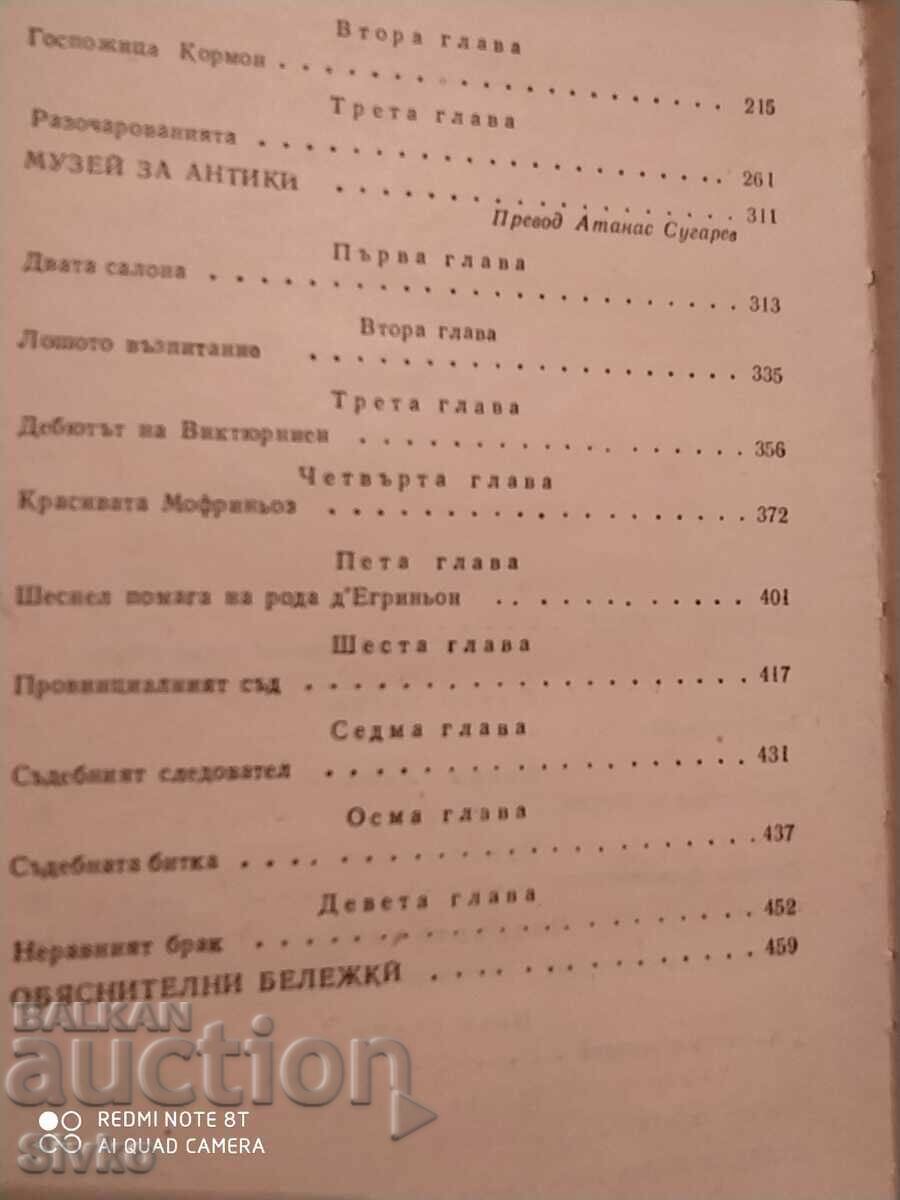 Втора глава
Госпожица Кормон . . . . . . . . . . . . . . . . . . . . 215
Трета глава
Разочарованията . . . . . . . . . . . . . . . . . . . . 261
МУЗЕЙ ЗА АНТИКИ . . . . . . . . . . . . . . . . . . 311
Превод Атанас Сугарев
Първа глава
Двата салона . . . . . . . . . . . . . . . . . . . . . . . 313
Втора глава
Лошото възпитание . . . . . . . . . . . . . . . . . . . 335
Трета глава
Дебютът на Виктюрниен . . . . . . . . . . . . . . . . . 356
Четвърта глава
Красивата Мофриньоз . . . . . . . . . . . . . . . . . . 372
Пета глава
Шеснел помага на рода д'Егриньон . . . . . . . . . . . 401
Шеста глава
Провинциалният съд . . . . . . . . . . . . . . . . . . . 417
Седма глава
Съдебният следовател . . . . . . . . . . . . . . . . . . 431
Осма глава
Съдебната битка . . . . . . . . . . . . . . . . . . . . . 437
Девета глава
Неравният брак . . . . . . . . . . . . . . . . . . . . . 452
ОБЯСНИТЕЛНИ БЕЛЕЖКИ . . . . . . . . . . . . . . 459
BALKAN
auction
REDMI NOTE 8T
AI QUAD CAMERA
Sivko